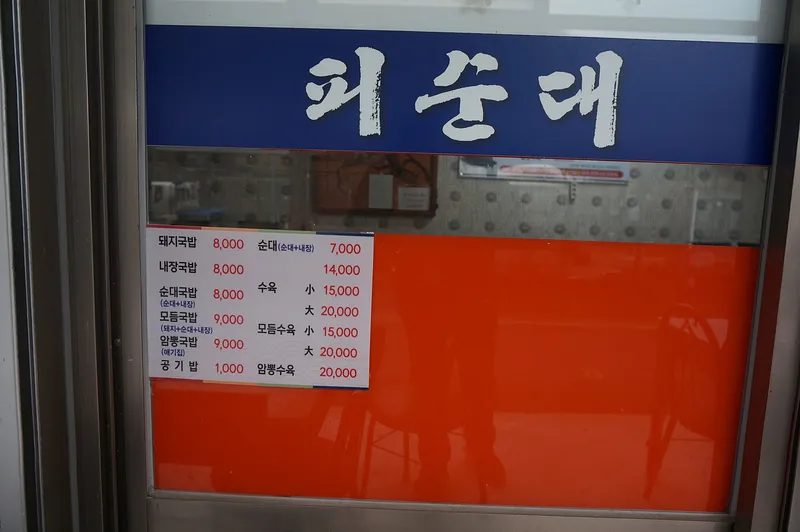 피순대
돼지국밥 8,000
내장국밥 8,000
순대국밥 8,000
(순대+내장)
모듬국밥 9,000
(돼지+순대+내장)
암뽕국밥 9,000
(애기집)
공기밥 1,000
순대(순대+내장) 7,000
14,000
수육 小 15,000
大 20,000
모듬수육 小 15,000
大 20,000
암뽕수육 20,000